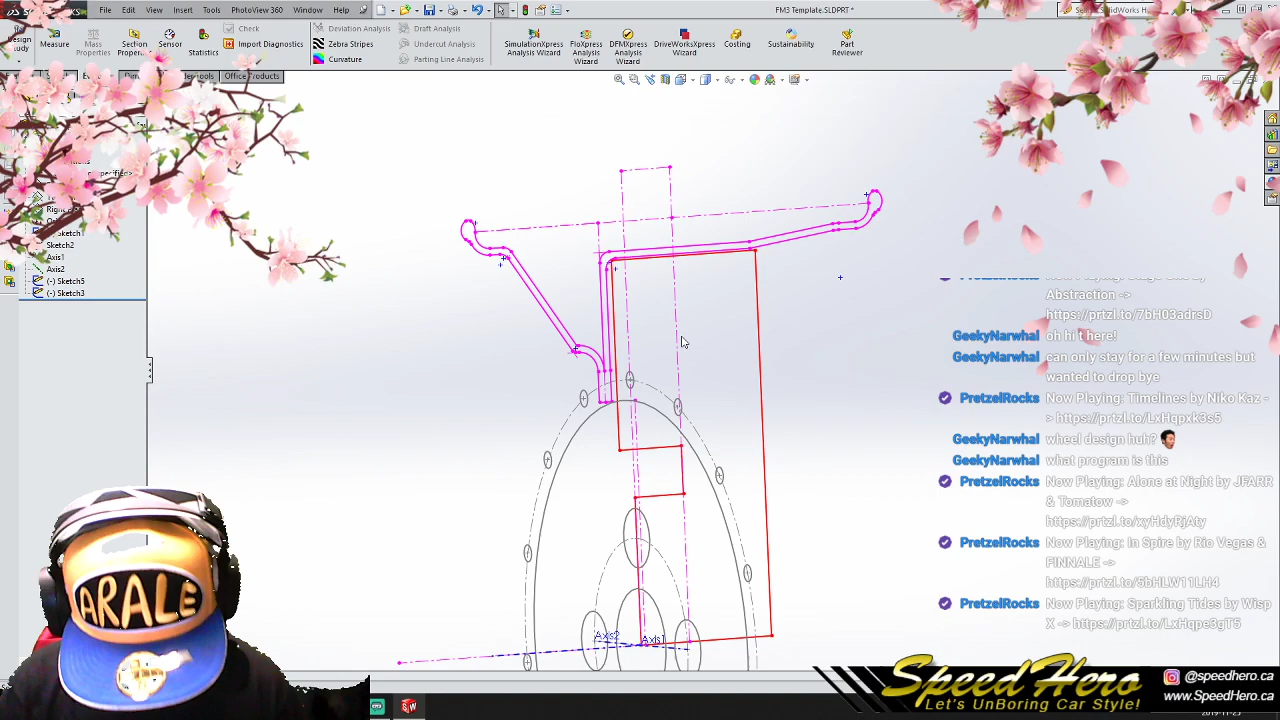 File
Edit
View
Insert
Tools
PhotoView 360
Window
Help
FM3 Template.SLDPRT *
Measure
Mass
Properties
Section
Sensor
Statistics
Check
Import Diagnostics
Deviation Analysis
Zebra Stripes
Curvature
Draft Analysis
Undercut Analysis
Parting Line Analysis
SimulationXpress
Analysis Wizard
FloXpress
Analysis
Wizard
DFMXpress
Analysis
Wizard
DriveWorksXpress
Wizard
Costing
Sustainability
Part
Reviewer
Office Products
Sketch2
Axis1
Axis2
(-) Sketch5
(-) Sketch3
Axis2
Axis1
Abstraction ->
https://prtzl.to/7bH03adrsD
GeekyNarwhal oh hi t here!
GeekyNarwhal can only stay for a few minutes but
wanted to drop bye
PretzelRocks Now Playing: Timelines by Niko Kaz -
> https://prtzl.to/LxHqpxk3s5
GeekyNarwhal wheel design huh?
GeekyNarwhal what program is this
PretzelRocks Now Playing: Alone at Night by JFARR
& Tomatow ->
https://prtzl.to/xyHdyRjAty
PretzelRocks Now Playing: In Spire by Rio Vegas &
FINNALE ->
https://prtzl.to/5bHLW11LH4
PretzelRocks Now Playing: Sparkling Tides by Wisp
X -> https://prtzl.to/LxHqpe3gT5
ARALE
SpeedHero
Let's UnBoring Car Style!
@speedhero.ca
www.SpeedHero.ca